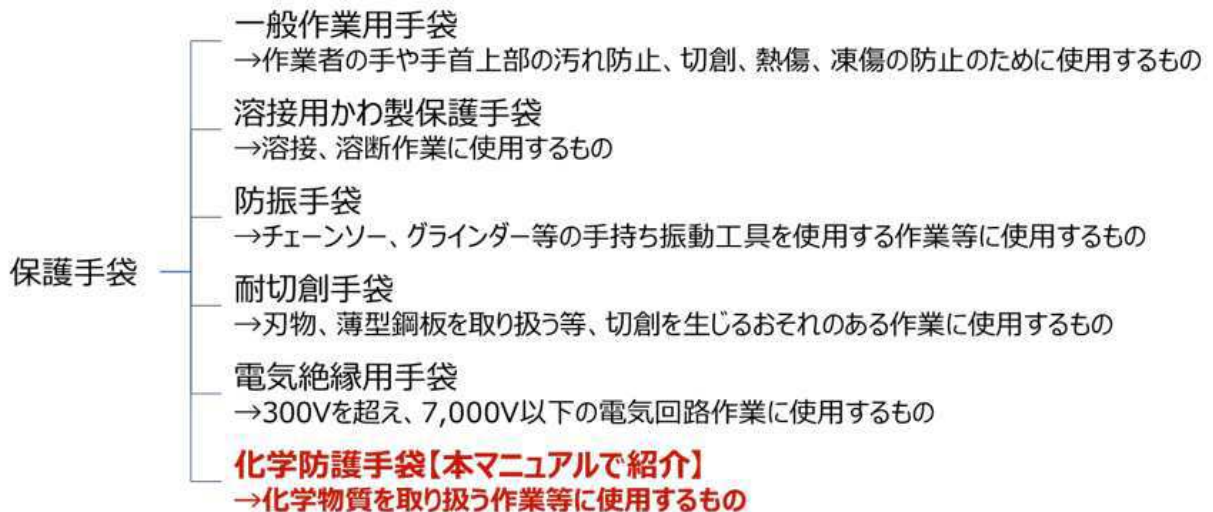 一般作業用手袋
→作業者の手や手首上部の汚れ防止、切創、熱傷、凍傷の防止のために使用するもの
溶接用かわ製保護手袋
→溶接、溶断作業に使用するもの
防振手袋
→チェーンソー、グラインダー等の手持ち振動工具を使用する作業等に使用するもの
保護手袋
耐切創手袋
→刃物、薄型鋼板を取り扱う等、切創を生じるおそれのある作業に使用するもの
電気絶縁用手袋
→300Vを超え、7,000V以下の電気回路作業に使用するもの
化学防護手袋【本マニュアルで紹介】
→化学物質を取り扱う作業等に使用するもの